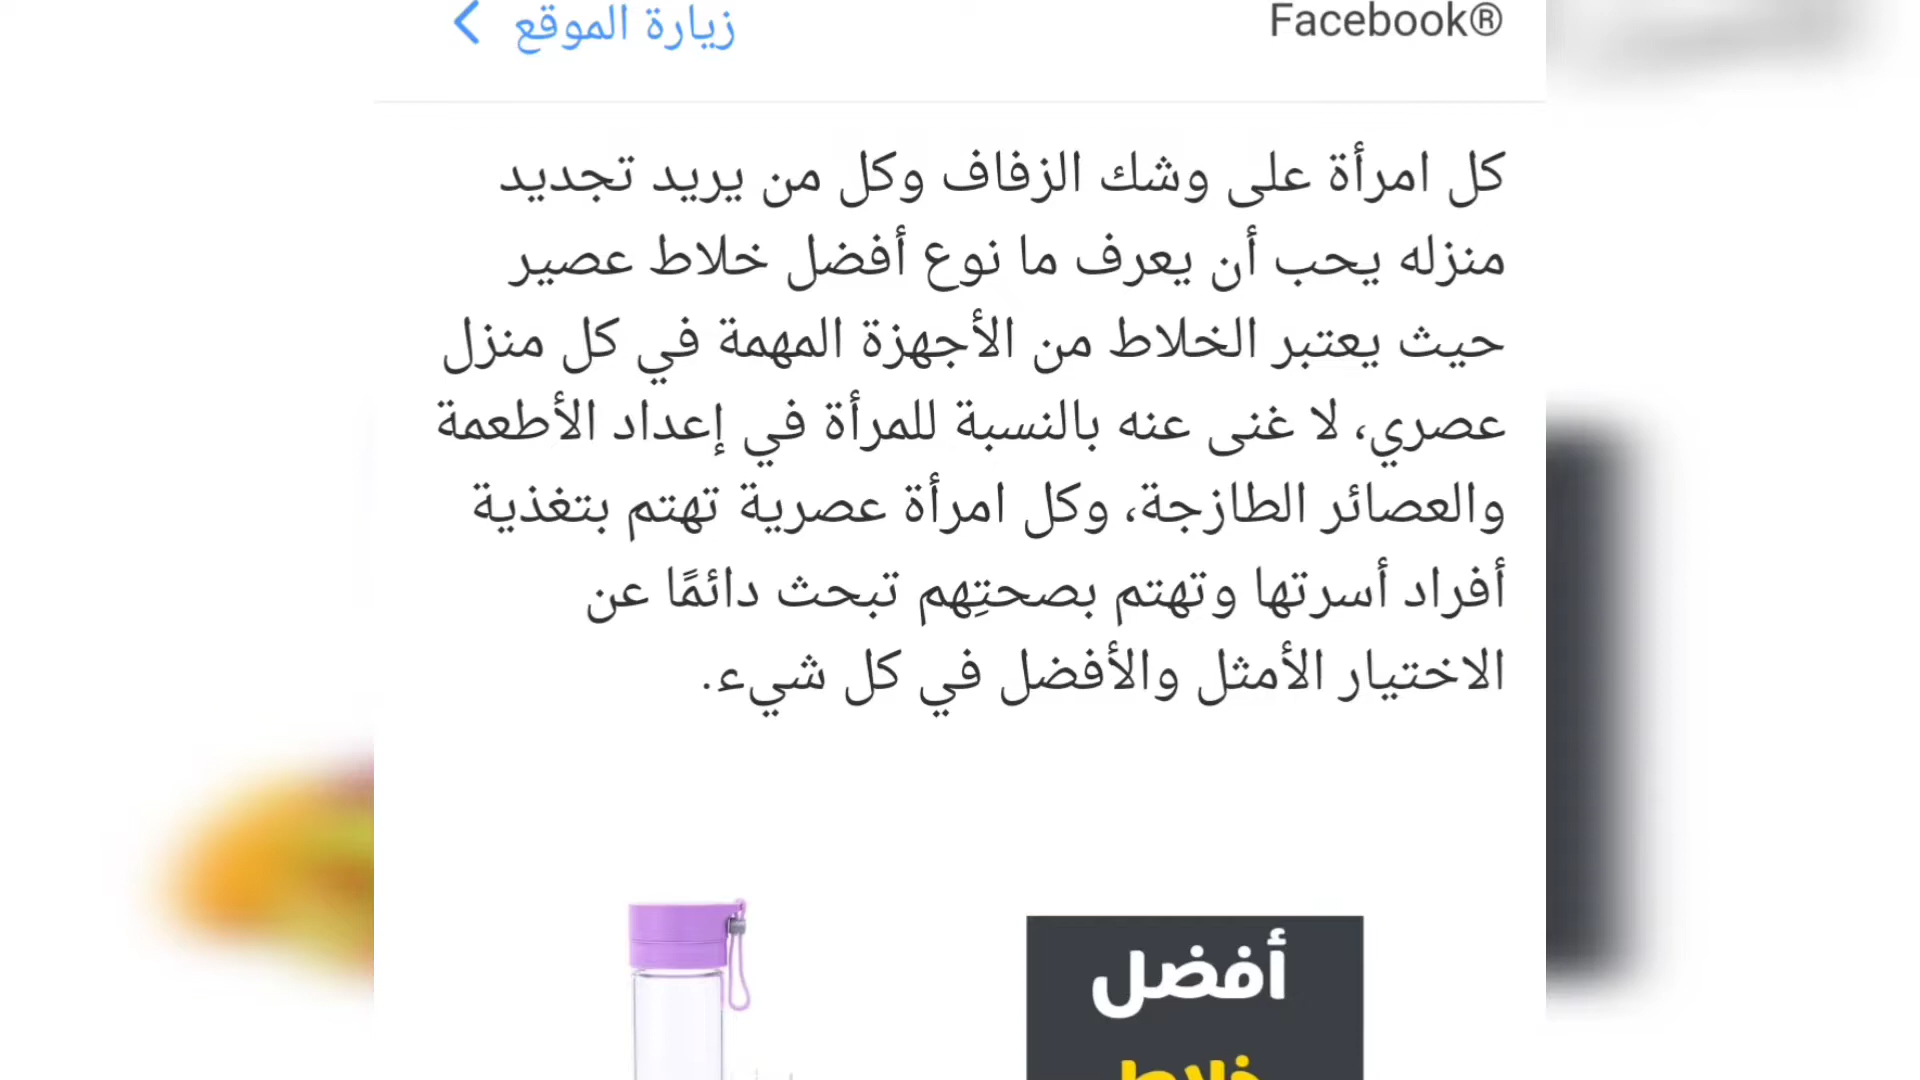 Facebook®
زيارة الموقع
كل امرأة على وشك الزفاف وكل من يريد تجديد
منزله يحب أن يعرف ما نوع أفضل خلاط عصير
حيث يعتبر الخلاط من الأجهزة المهمة في كل منزل
عصري، لا غنى عنه بالنسبة للمرأة في إعداد الأطعمة
والعصائر الطازجة، وكل امرأة عصرية تهتم بتغذية
أفراد أسرتها وتهتم بصحتِهم تبحث دائمًا عن
الاختيار الأمثل والأفضل في كل شيء.
أفضل
خلاط